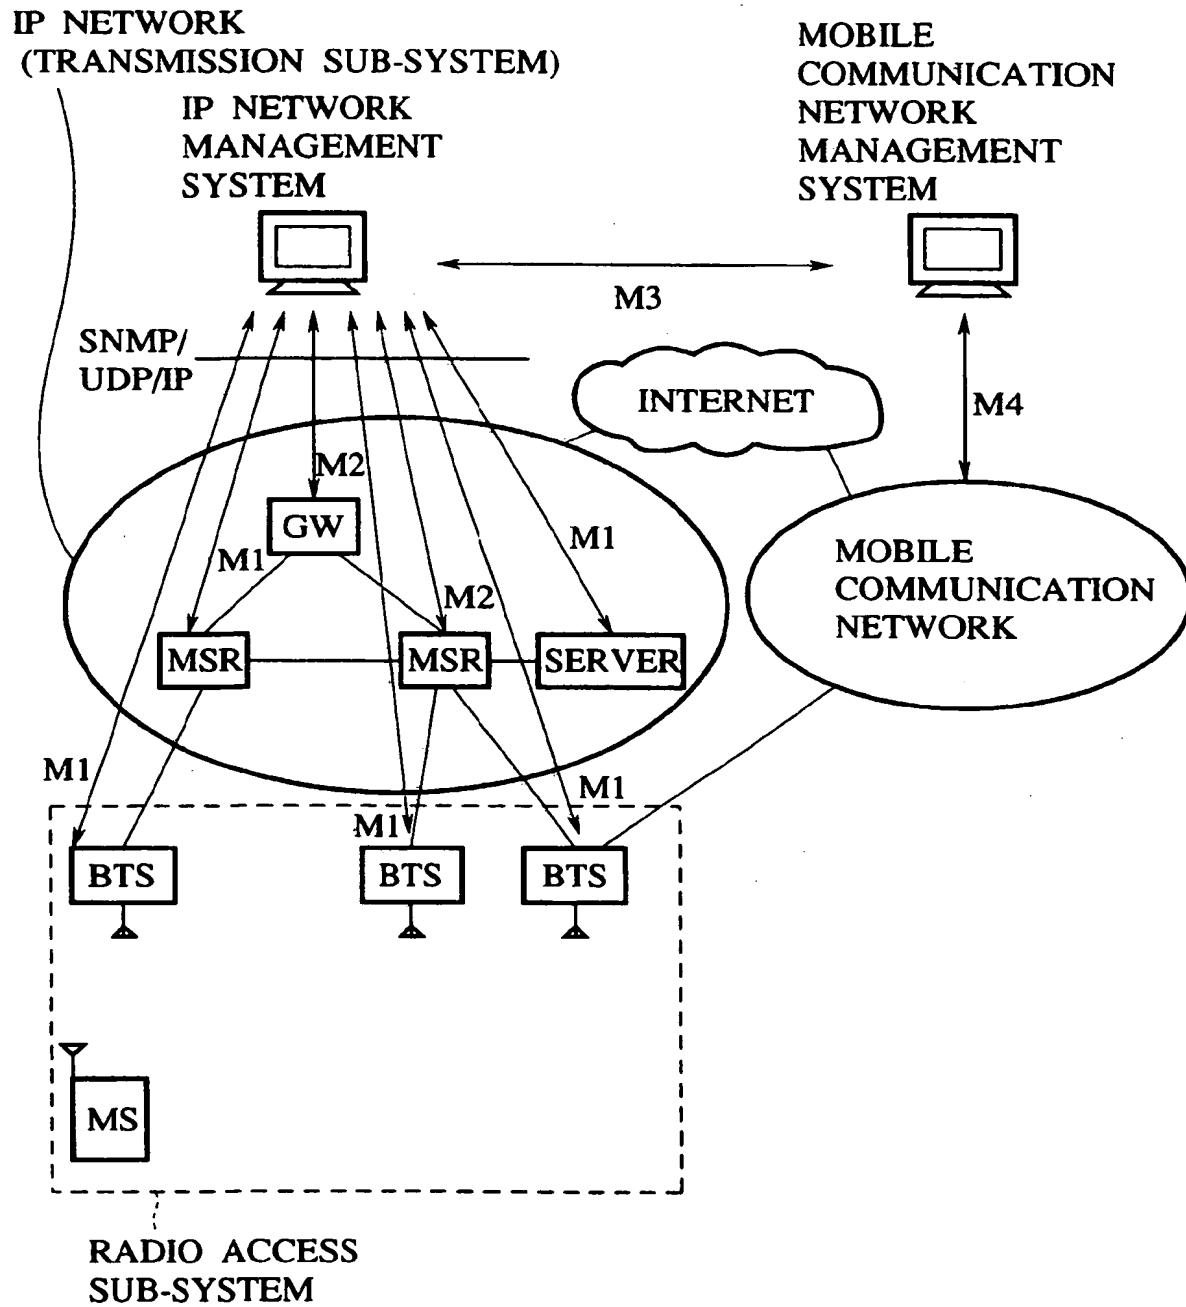 IP NETWORK
(TRANSMISSION SUB-SYSTEM)
IP NETWORK
MANAGEMENT
SYSTEM
MOBILE
COMMUNICATION
NETWORK
MANAGEMENT
SYSTEM
M3
SNMP/
UDP/IP
INTERNET
M4
M2
GW
M1
M1
M2
MOBILE
COMMUNICATION
NETWORK
MSR
MSR
SERVER
M1
M1
M1
BTS
BTS
BTS
MS
RADIO ACCESS
SUB-SYSTEM